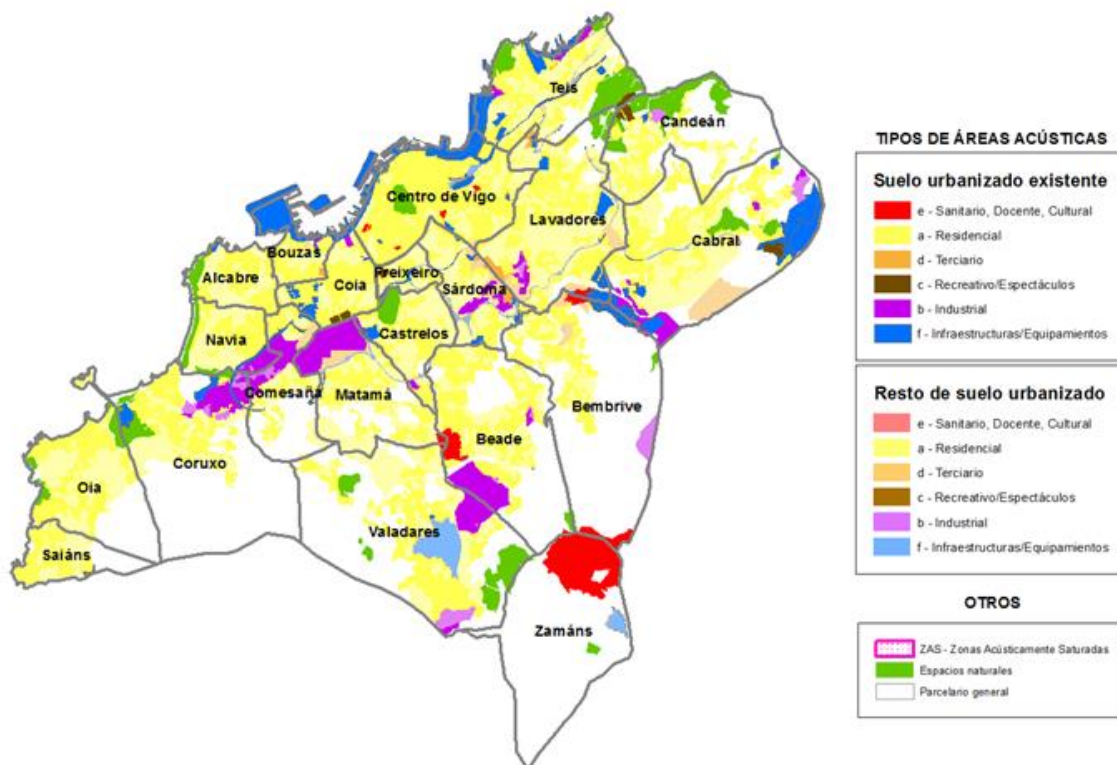 Teis
Candeán
Centro de Vigo
Lavadores
Cabral
Bouzas
Alcabre
Coia
Freixeiro
Sárdoma
Castrelos
Navia
Comesaña
Matamá
Bembrive
Beade
Coruxo
Oia
Valadares
Saiáns
Zamáns
TIPOS DE ÁREAS ACÚSTICAS
Suelo urbanizado existente
e - Sanitario, Docente, Cultural
a - Residencial
d - Terciario
c - Recreativo/Espectáculos
b - Industrial
f - Infraestructuras/Equipamientos
Resto de suelo urbanizado
e - Sanitario, Docente, Cultural
a - Residencial
d - Terciario
c - Recreativo/Espectáculos
b - Industrial
f - Infraestructuras/Equipamientos
OTROS
ZAS - Zonas Acústicamente Saturadas
Espacios naturales
Parcelario general